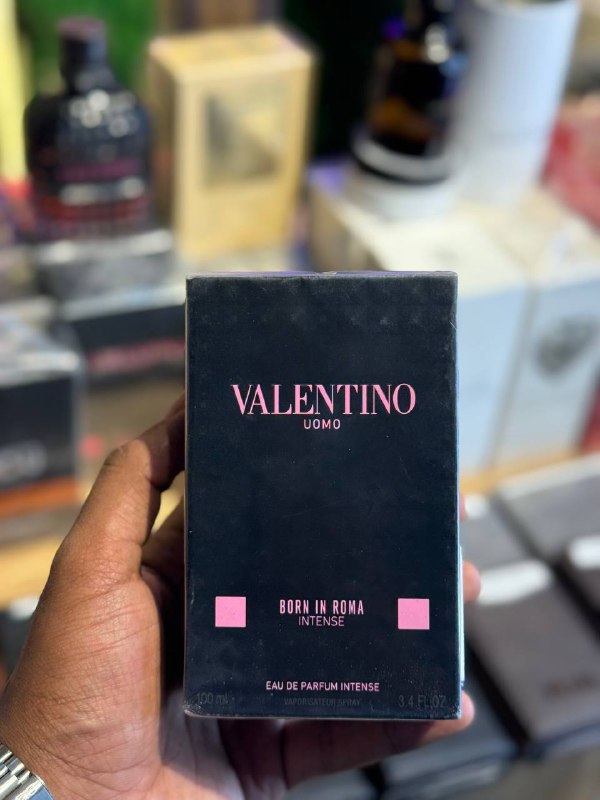 VALENTINO
UOMO
BORN IN ROMA
INTENSE
EAU DE PARFUM INTENSE
100 ml VAPORISATEUR SPRAY 3.4 FL.OZ